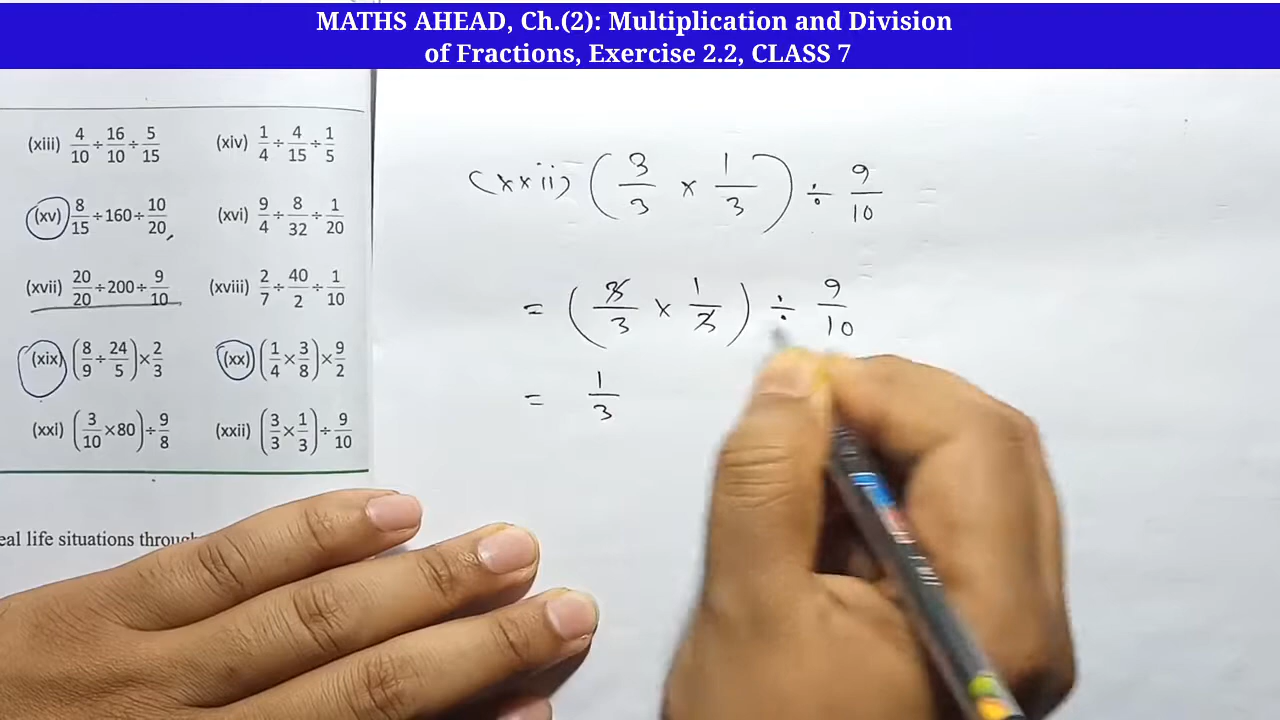 MATHS AHEAD, Ch.(2): Multiplication and Division
of Fractions, Exercise 2.2, CLASS 7
(xiii) 4/10 ÷ 16/10 ÷ 5/15 (xiv) 1/4 ÷ 4/15 ÷ 1/5
(xv) 8/15 ÷ 160 ÷ 10/20, (xvi) 9/4 ÷ 8/32 ÷ 1/20
(xvii) 20/20 ÷ 200 ÷ 9/10 (xviii) 2/7 ÷ 40/2 ÷ 1/10
(xix) (8/9 ÷ 24/5) × 2/3 (xx) (1/4 × 3/8) × 9/2
(xxi) (3/10 × 80) ÷ 9/8 (xxii) (3/3 × 1/3) ÷ 9/10
eal life situations
(xxii) (3/3 × 1/3) ÷ 9/10
= (3/3 × 1/3) ÷ 9/10
= 1/3